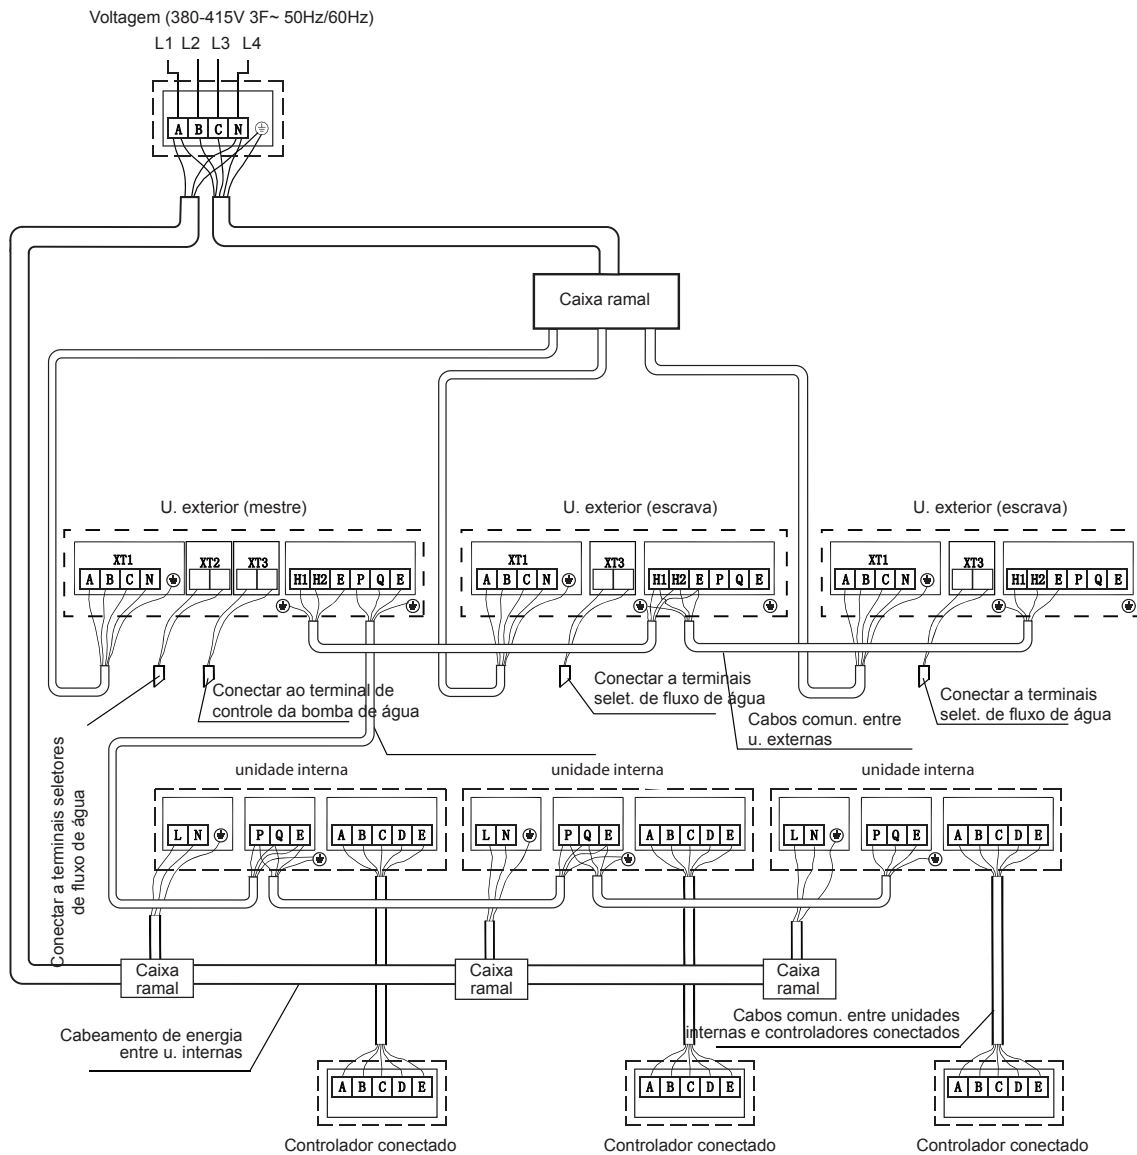 Voltagem (380-415V 3F~ 50Hz/60Hz)
L1 L2 L3 L4
A B C N
Caixa ramal
U. exterior (mestre)
U. exterior (escrava)
U. exterior (escrava)
XT1 XT2 XT3
A B C N
H1 H2 E P Q E
XT1 XT3
A B C N
H1 H2 E P Q E
XT1 XT3
A B C N
H1 H2 E P Q E
Conectar ao terminal de
controle da bomba de água
Conectar a terminais
selet. de fluxo de água
Cabos comun. entre
u. externas
Conectar a terminais
selet. de fluxo de água
Conectar a terminais seletores
de fluxo de água
unidade interna
unidade interna
unidade interna
L N
P Q E
A B C D E
L N
P Q E
A B C D E
L N
P Q E
A B C D E
Caixa
ramal
Caixa
ramal
Caixa
ramal
Cabeamento de energia
entre u. internas
Cabos comun. entre unidades
internas e controladores conectados
A B C D E
A B C D E
A B C D E
Controlador conectado
Controlador conectado
Controlador conectado